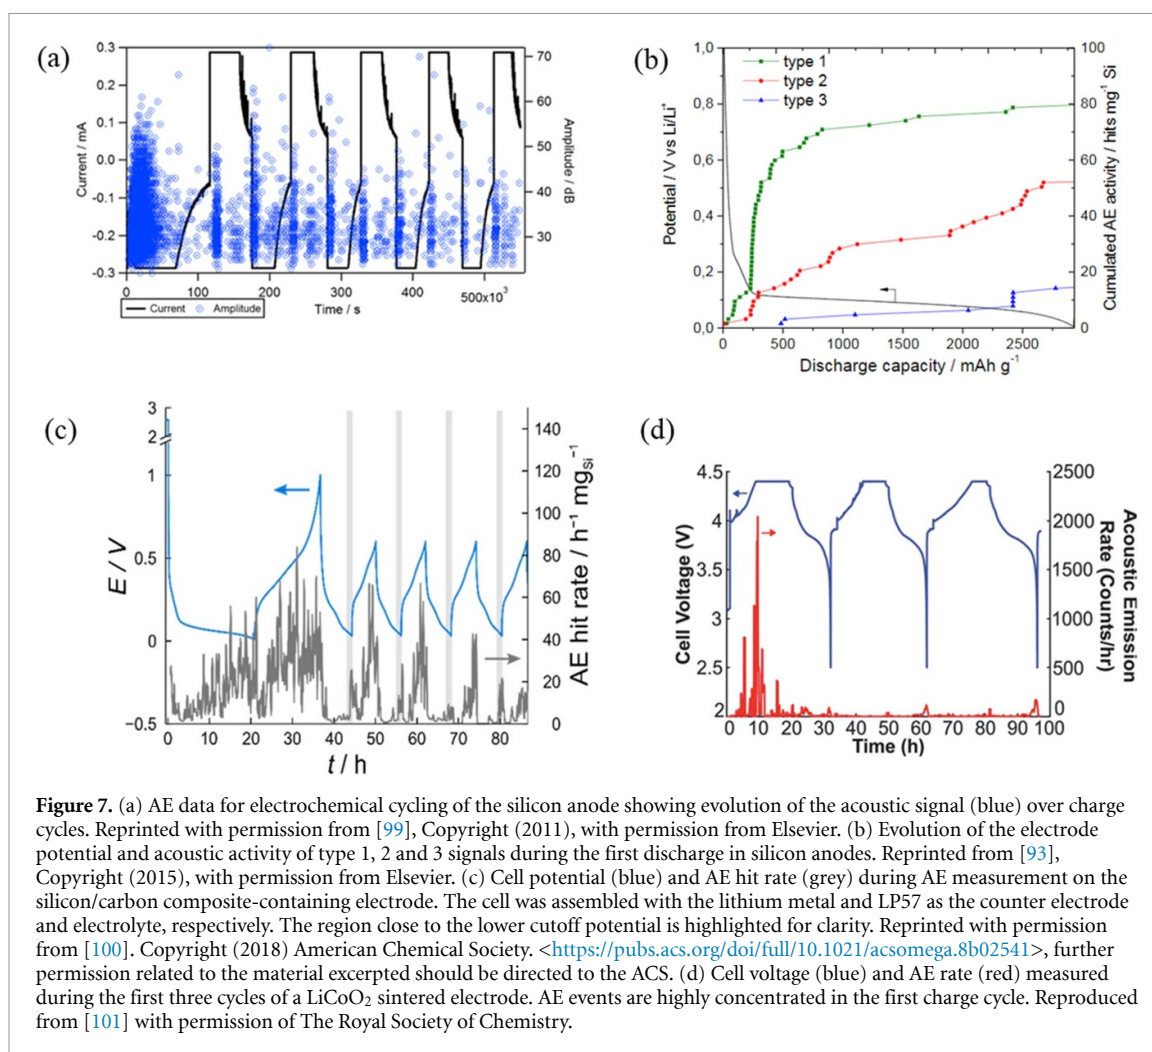 (a)
0.3
0.2
0.1
0.0
-0.1
-0.2
-0.3
Current / mA
70
60
50
40
30
Amplitude / dB
0
100
200
300
400
500x10³
Time / s
Current
Amplitude
(b)
1,0
0,8
0,6
0,4
0,2
0,0
Potential / V vs Li/Li⁺
type 1
type 2
type 3
100
80
60
40
20
0
Cumulated AE activity / hits mg⁻¹ Si
0
500
1000
1500
2000
2500
Discharge capacity / mAh g⁻¹
(c)
3
2
1
0.5
0
−0.5
E / V
140
120
100
80
60
40
20
0
AE hit rate / h⁻¹ mg_Si⁻¹
0
10
20
30
40
50
60
70
80
t / h
(d)
4.5
4
3.5
3
2.5
2
Cell Voltage (V)
2500
2000
1500
1000
500
0
Acoustic Emission
Rate (Counts/hr)
0
10
20
30
40
50
60
70
80
90
100
Time (h)
Figure 7. (a) AE data for electrochemical cycling of the silicon anode showing evolution of the acoustic signal (blue) over charge
cycles. Reprinted with permission from [99], Copyright (2011), with permission from Elsevier. (b) Evolution of the electrode
potential and acoustic activity of type 1, 2 and 3 signals during the first discharge in silicon anodes. Reprinted from [93],
Copyright (2015), with permission from Elsevier. (c) Cell potential (blue) and AE hit rate (grey) during AE measurement on the
silicon/carbon composite-containing electrode. The cell was assembled with the lithium metal and LP57 as the counter electrode
and electrolyte, respectively. The region close to the lower cutoff potential is highlighted for clarity. Reprinted with permission
from [100]. Copyright (2018) American Chemical Society. <https://pubs.acs.org/doi/full/10.1021/acsomega.8b02541>, further
permission related to the material excerpted should be directed to the ACS. (d) Cell voltage (blue) and AE rate (red) measured
during the first three cycles of a LiCoO₂ sintered electrode. AE events are highly concentrated in the first charge cycle. Reproduced
from [101] with permission of The Royal Society of Chemistry.